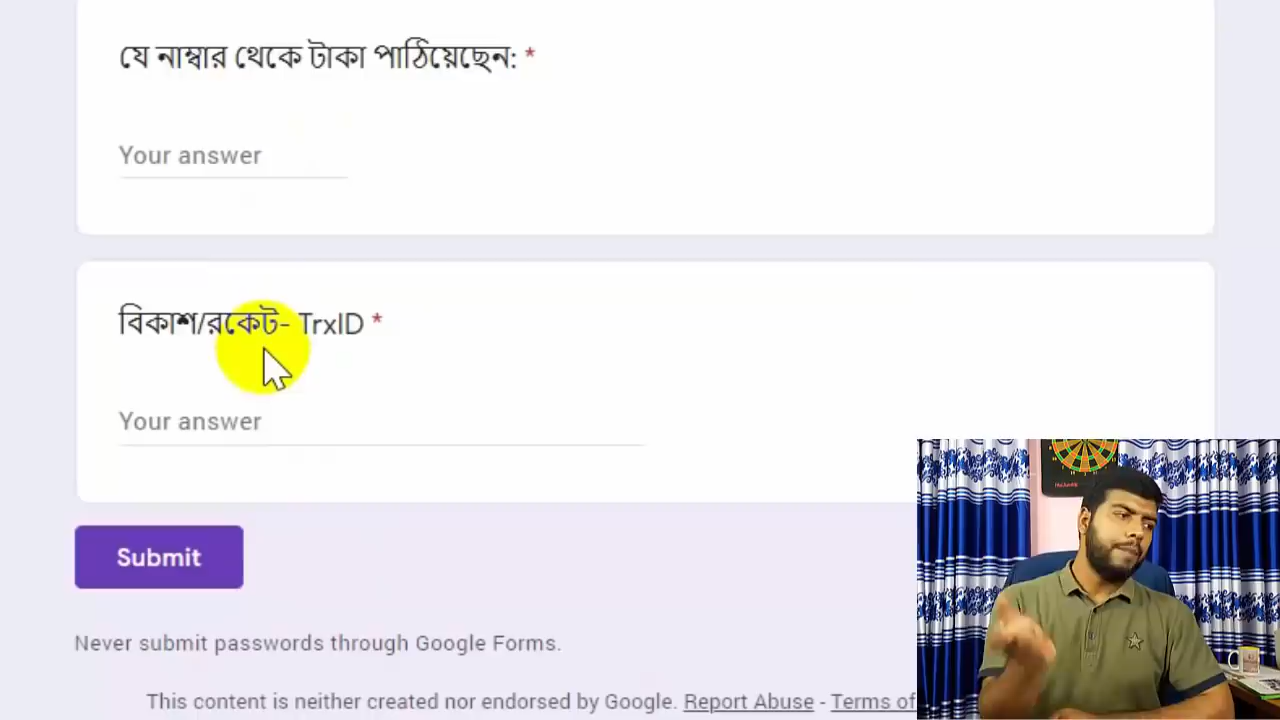 যে নাম্বার থেকে টাকা পাঠিয়েছেন: *
Your answer
বিকাশ/রকেট- TrxID *
Your answer
Submit
Never submit passwords through Google Forms.
This content is neither created nor endorsed by Google. Report Abuse - Terms of